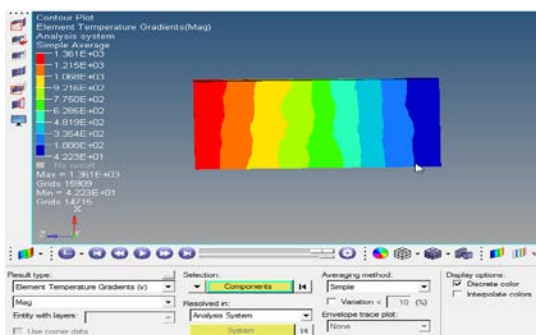 Contour Plot
Element Temperature Gradients(Mag)
Analysis system
Simple Average
1.361E+03
1.215E+03
1.068E+03
9.216E+02
7.750E+02
6.285E+02
4.819E+02
3.354E+02
1.888E+02
4.223E+01
No result
Max = 1.361E+03
Grids 15909
Min = 4.223E+01
Grids 14716
X
Z
Y
Result type:
Selection:
Averaging method:
Display options:
Element Temperature Gradients (v)
Components
Simple
Discrete color
Mag
Resolved in:
Variation < 10 (%)
Interpolate colors
Entity with layers:
Analysis System
Envelope trace plot:
Use corner data
System
None